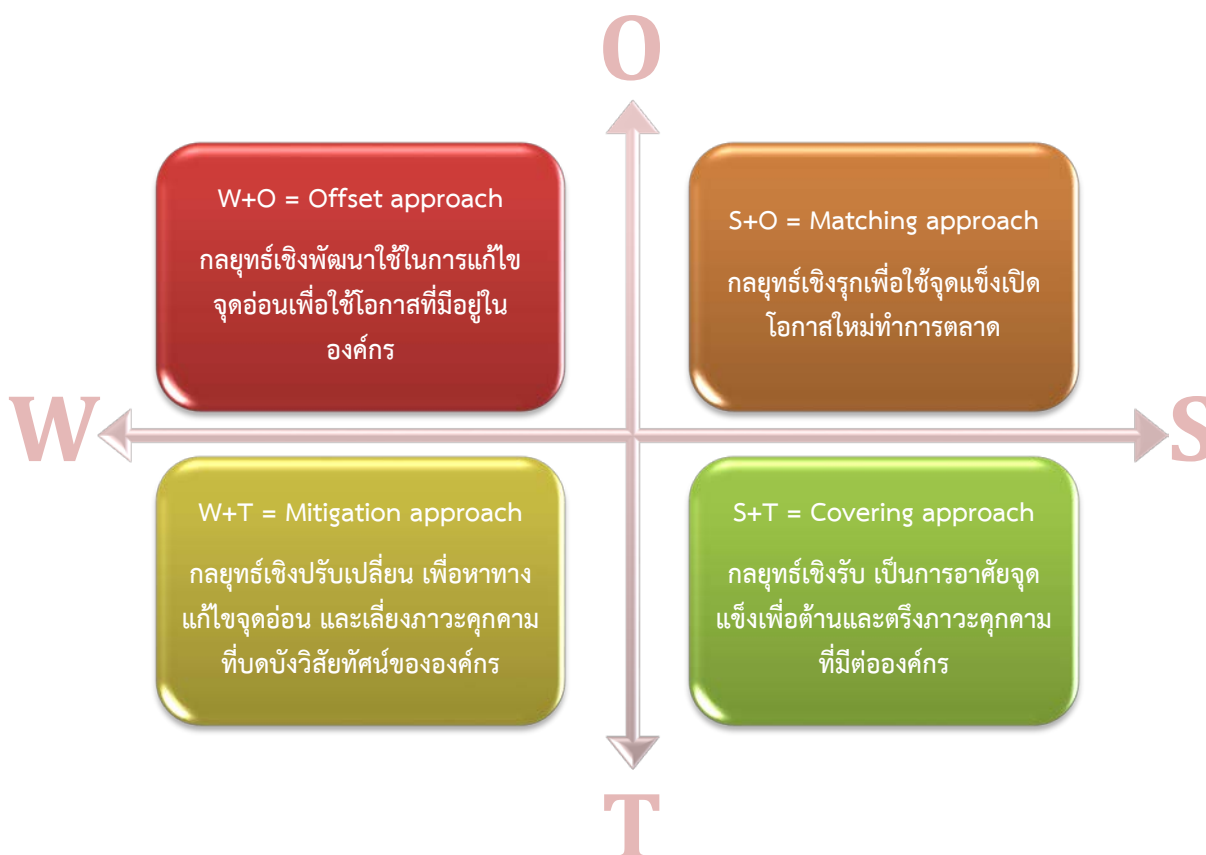 O
W+O = Offset approach
กลยุทธ์เชิงพัฒนาใช้ในการแก้ไข
จุดอ่อนเพื่อใช้โอกาสที่มีอยู่ใน
องค์กร
S+O = Matching approach
กลยุทธ์เชิงรุกเพื่อใช้จุดแข็งเปิด
โอกาสใหม่ทำการตลาด
W
S
W+T = Mitigation approach
กลยุทธ์เชิงปรับเปลี่ยน เพื่อหาทาง
แก้ไขจุดอ่อน และเลี่ยงภาวะคุกคาม
ที่บดบังวิสัยทัศน์ขององค์กร
S+T = Covering approach
กลยุทธ์เชิงรับ เป็นการอาศัยจุด
แข็งเพื่อต้านและตรึงภาวะคุกคาม
ที่มีต่อองค์กร
T